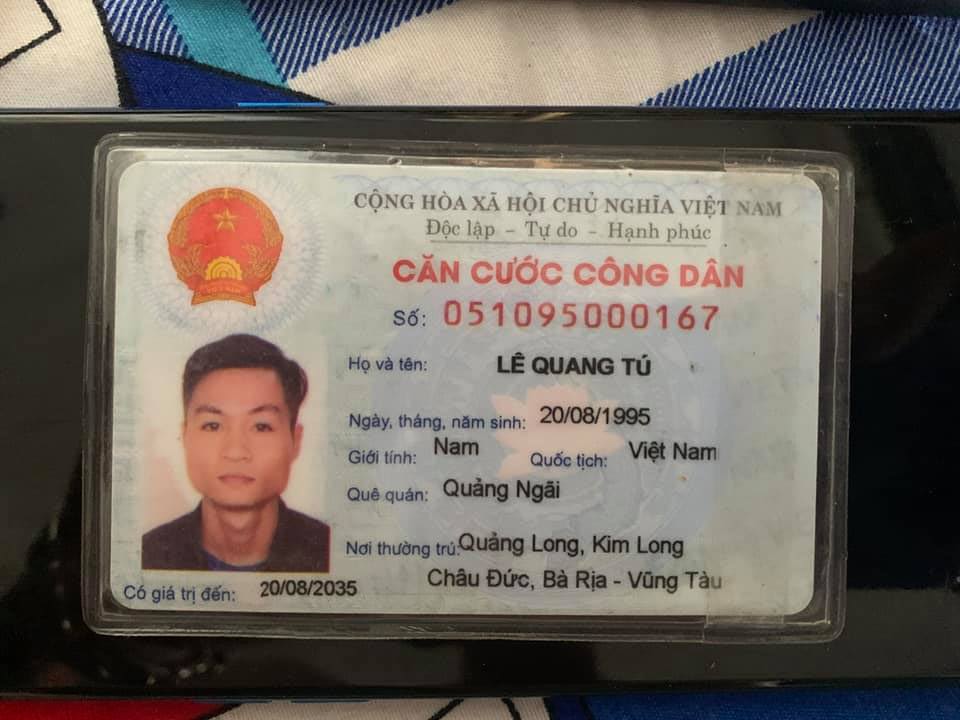 CỘNG HÒA XÃ HỘI CHỦ NGHĨA VIỆT NAM
Độc lập - Tự do - Hạnh phúc
CĂN CƯỚC CÔNG DÂN
Số: 051095000167
Họ và tên: LÊ QUANG TÚ
Ngày, tháng, năm sinh: 20/08/1995
Giới tính: Nam Quốc tịch: Việt Nam
Quê quán: Quảng Ngãi
Nơi thường trú: Quảng Long, Kim Long
Châu Đức, Bà Rịa - Vũng Tàu
Có giá trị đến: 20/08/2035